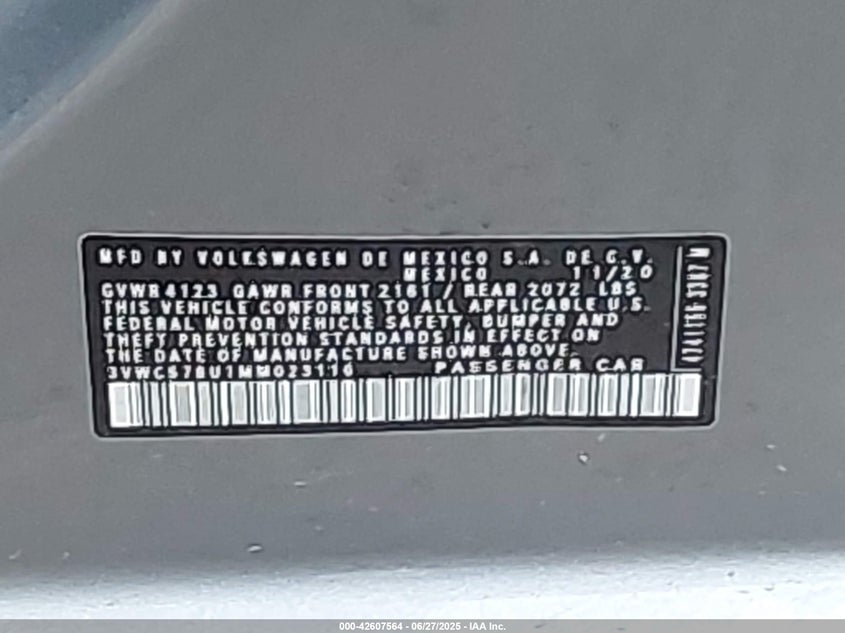 MFD BY VOLKSWAGEN DE MEXICO S.A. DE C.V.
MEXICO 11/20
GVWR 4123 GAWR FRONT 2161 / REAR 2072 LBS
THIS VEHICLE CONFORMS TO ALL APPLICABLE U.S.
FEDERAL MOTOR VEHICLE SAFETY, BUMPER AND
THEFT PREVENTION STANDARDS IN EFFECT ON
THE DATE OF MANUFACTURE SHOWN ABOVE.
3VWC57BU1MM023116 PASSENGER CAR
000-42607564 - 06/27/2025 - IAA Inc.